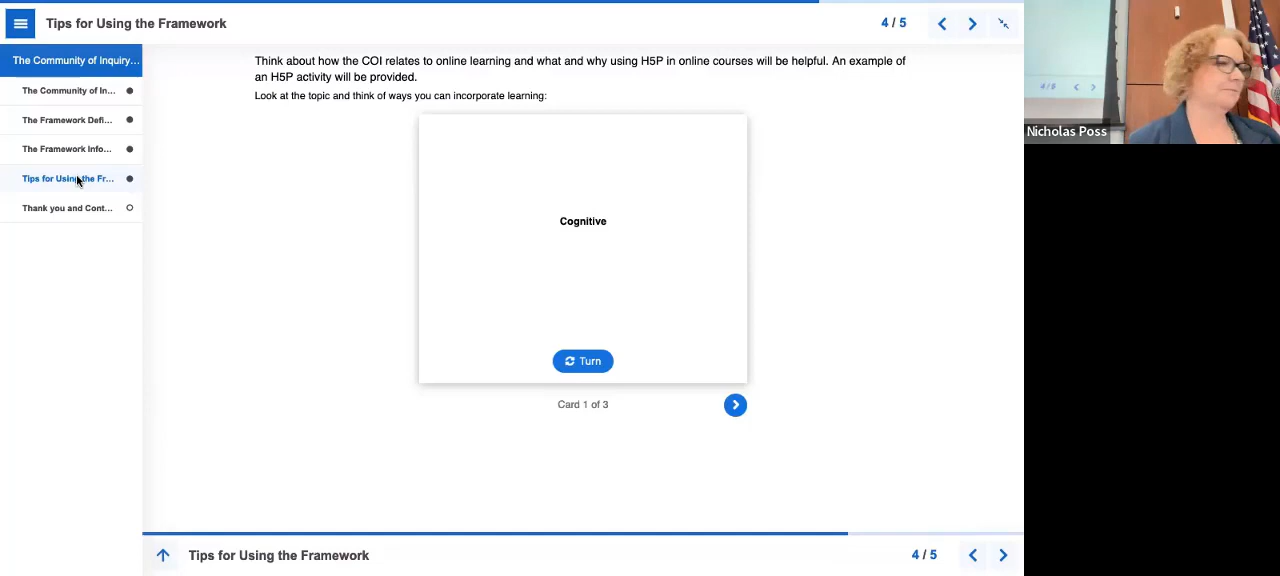 Tips for Using the Framework
4 / 5
The Community of Inquiry...
The Community of In...
The Framework Defi...
The Framework Info...
Tips for Using the Fr...
Thank you and Cont...
Think about how the COI relates to online learning and what and why using H5P in online courses will be helpful. An example of
an H5P activity will be provided.
Look at the topic and think of ways you can incorporate learning:
Cognitive
Turn
Card 1 of 3
Tips for Using the Framework
4 / 5
4/5
Nicholas Poss